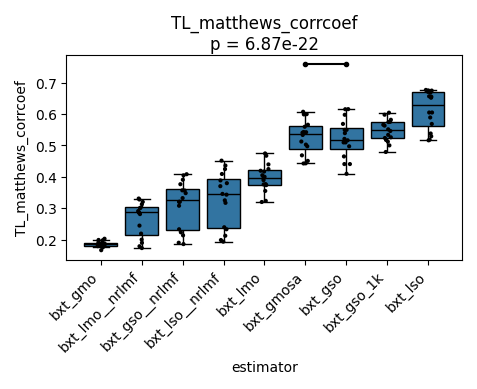 TL_matthews_corrcoef
p = 6.87e-22
TL_matthews_corrcoef
0.7
0.6
0.5
0.4
0.3
0.2
bxt_gmo
bxt_lmo__nrlmf
bxt_gso__nrlmf
bxt_lso__nrlmf
bxt_lmo
bxt_gmosa
bxt_gso
bxt_gso_1k
bxt_lso
estimator